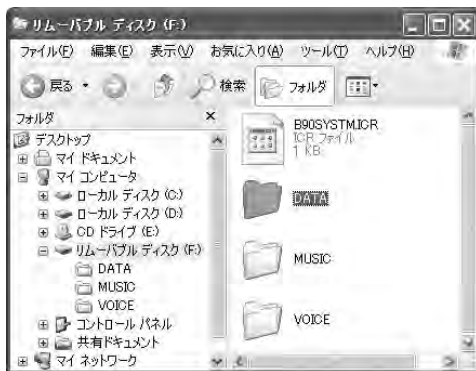 リムーバブル ディスク (F:)
ファイル(F) 編集(E) 表示(V) お気に入り(A) ツール(T) ヘルプ(H)
戻る 検索 フォルダ
フォルダ ×
デスクトップ
マイ ドキュメント
マイ コンピュータ
ローカル ディスク (C:)
ローカル ディスク (D:)
CD ドライブ (E:)
リムーバブル ディスク (F:)
DATA
MUSIC
VOICE
コントロール パネル
共有ドキュメント
マイ ネットワーク
B90SYSTM.ICR
ICR ファイル
1 KB
DATA
MUSIC
VOICE